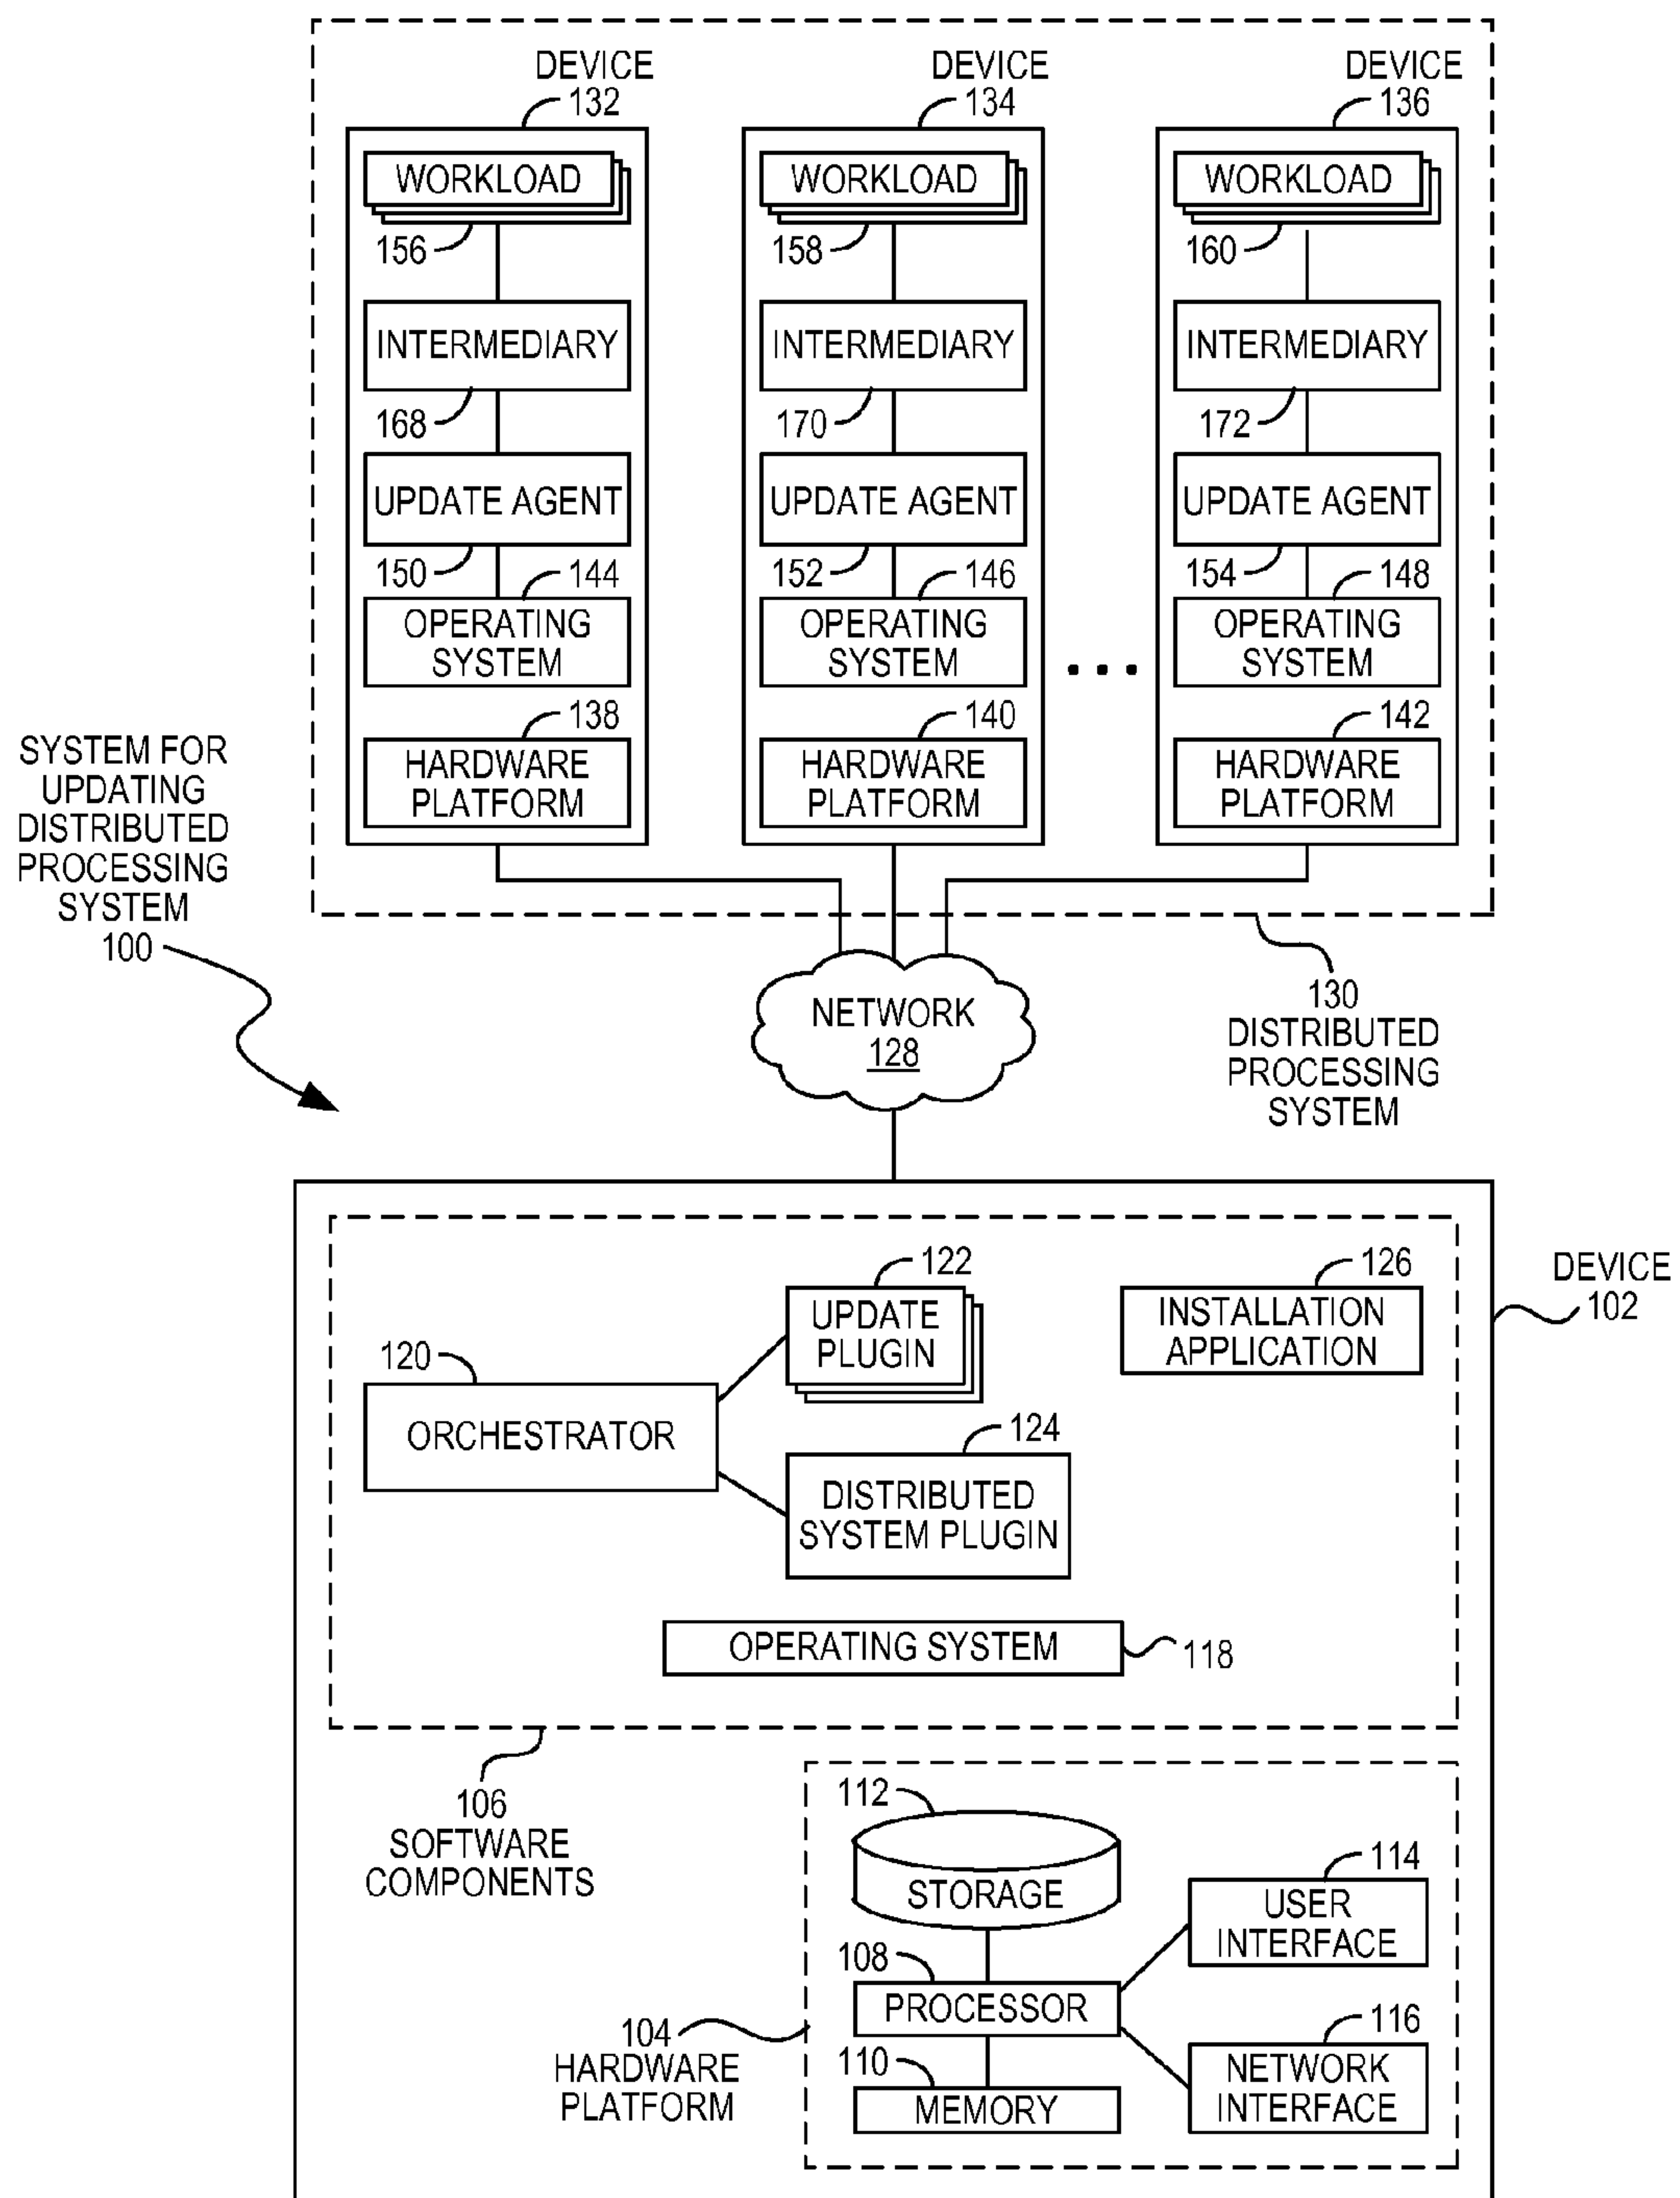 DEVICE
132
DEVICE
134
DEVICE
136
WORKLOAD
WORKLOAD
WORKLOAD
156
158
160
INTERMEDIARY
INTERMEDIARY
INTERMEDIARY
168
170
172
UPDATE AGENT
UPDATE AGENT
UPDATE AGENT
150
144
152
146
154
148
OPERATING
SYSTEM
OPERATING
SYSTEM
...
OPERATING
SYSTEM
138
140
142
HARDWARE
PLATFORM
HARDWARE
PLATFORM
HARDWARE
PLATFORM
SYSTEM FOR
UPDATING
DISTRIBUTED
PROCESSING
SYSTEM
100
NETWORK
128
130
DISTRIBUTED
PROCESSING
SYSTEM
DEVICE
102
122
UPDATE
PLUGIN
126
INSTALLATION
APPLICATION
120
ORCHESTRATOR
124
DISTRIBUTED
SYSTEM PLUGIN
OPERATING SYSTEM
118
106
SOFTWARE
COMPONENTS
112
STORAGE
114
USER
INTERFACE
108
PROCESSOR
104
HARDWARE
PLATFORM
116
NETWORK
INTERFACE
110
MEMORY